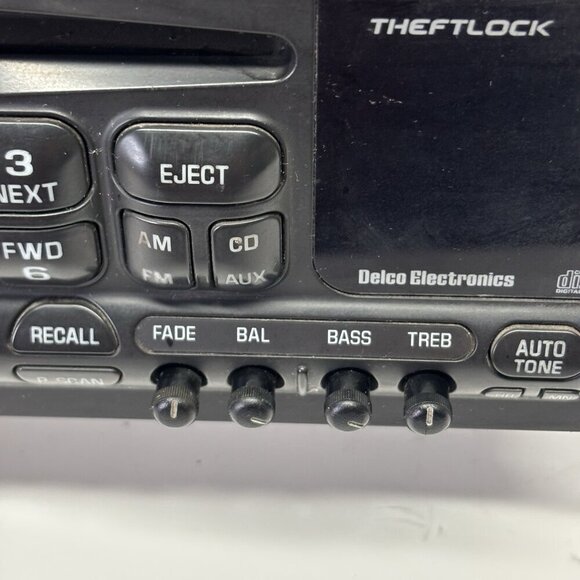 THEFTLOCK
3
NEXT
EJECT
FWD
6
AM
FM
CD
AUX
Delco Electronics
RECALL
P.SCAN
FADE
BAL
BASS
TREB
AUTO
TONE